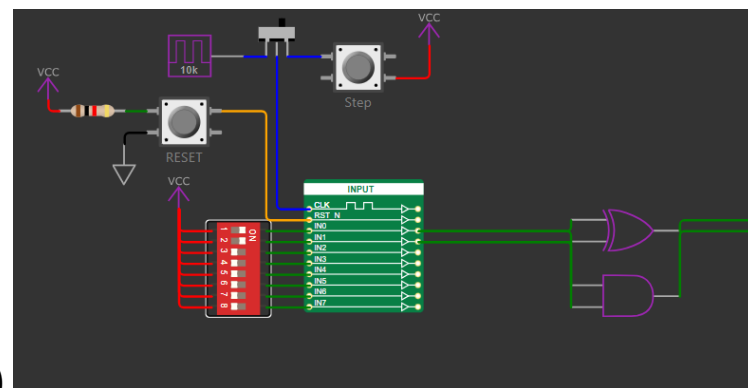 VCC
10k
VCC
Step
RESET
VCC
INPUT
CLK
RST_N
IN0
IN1
IN2
IN3
IN4
IN5
IN6
IN7
ON
1
2
3
4
5
6
7
8
)